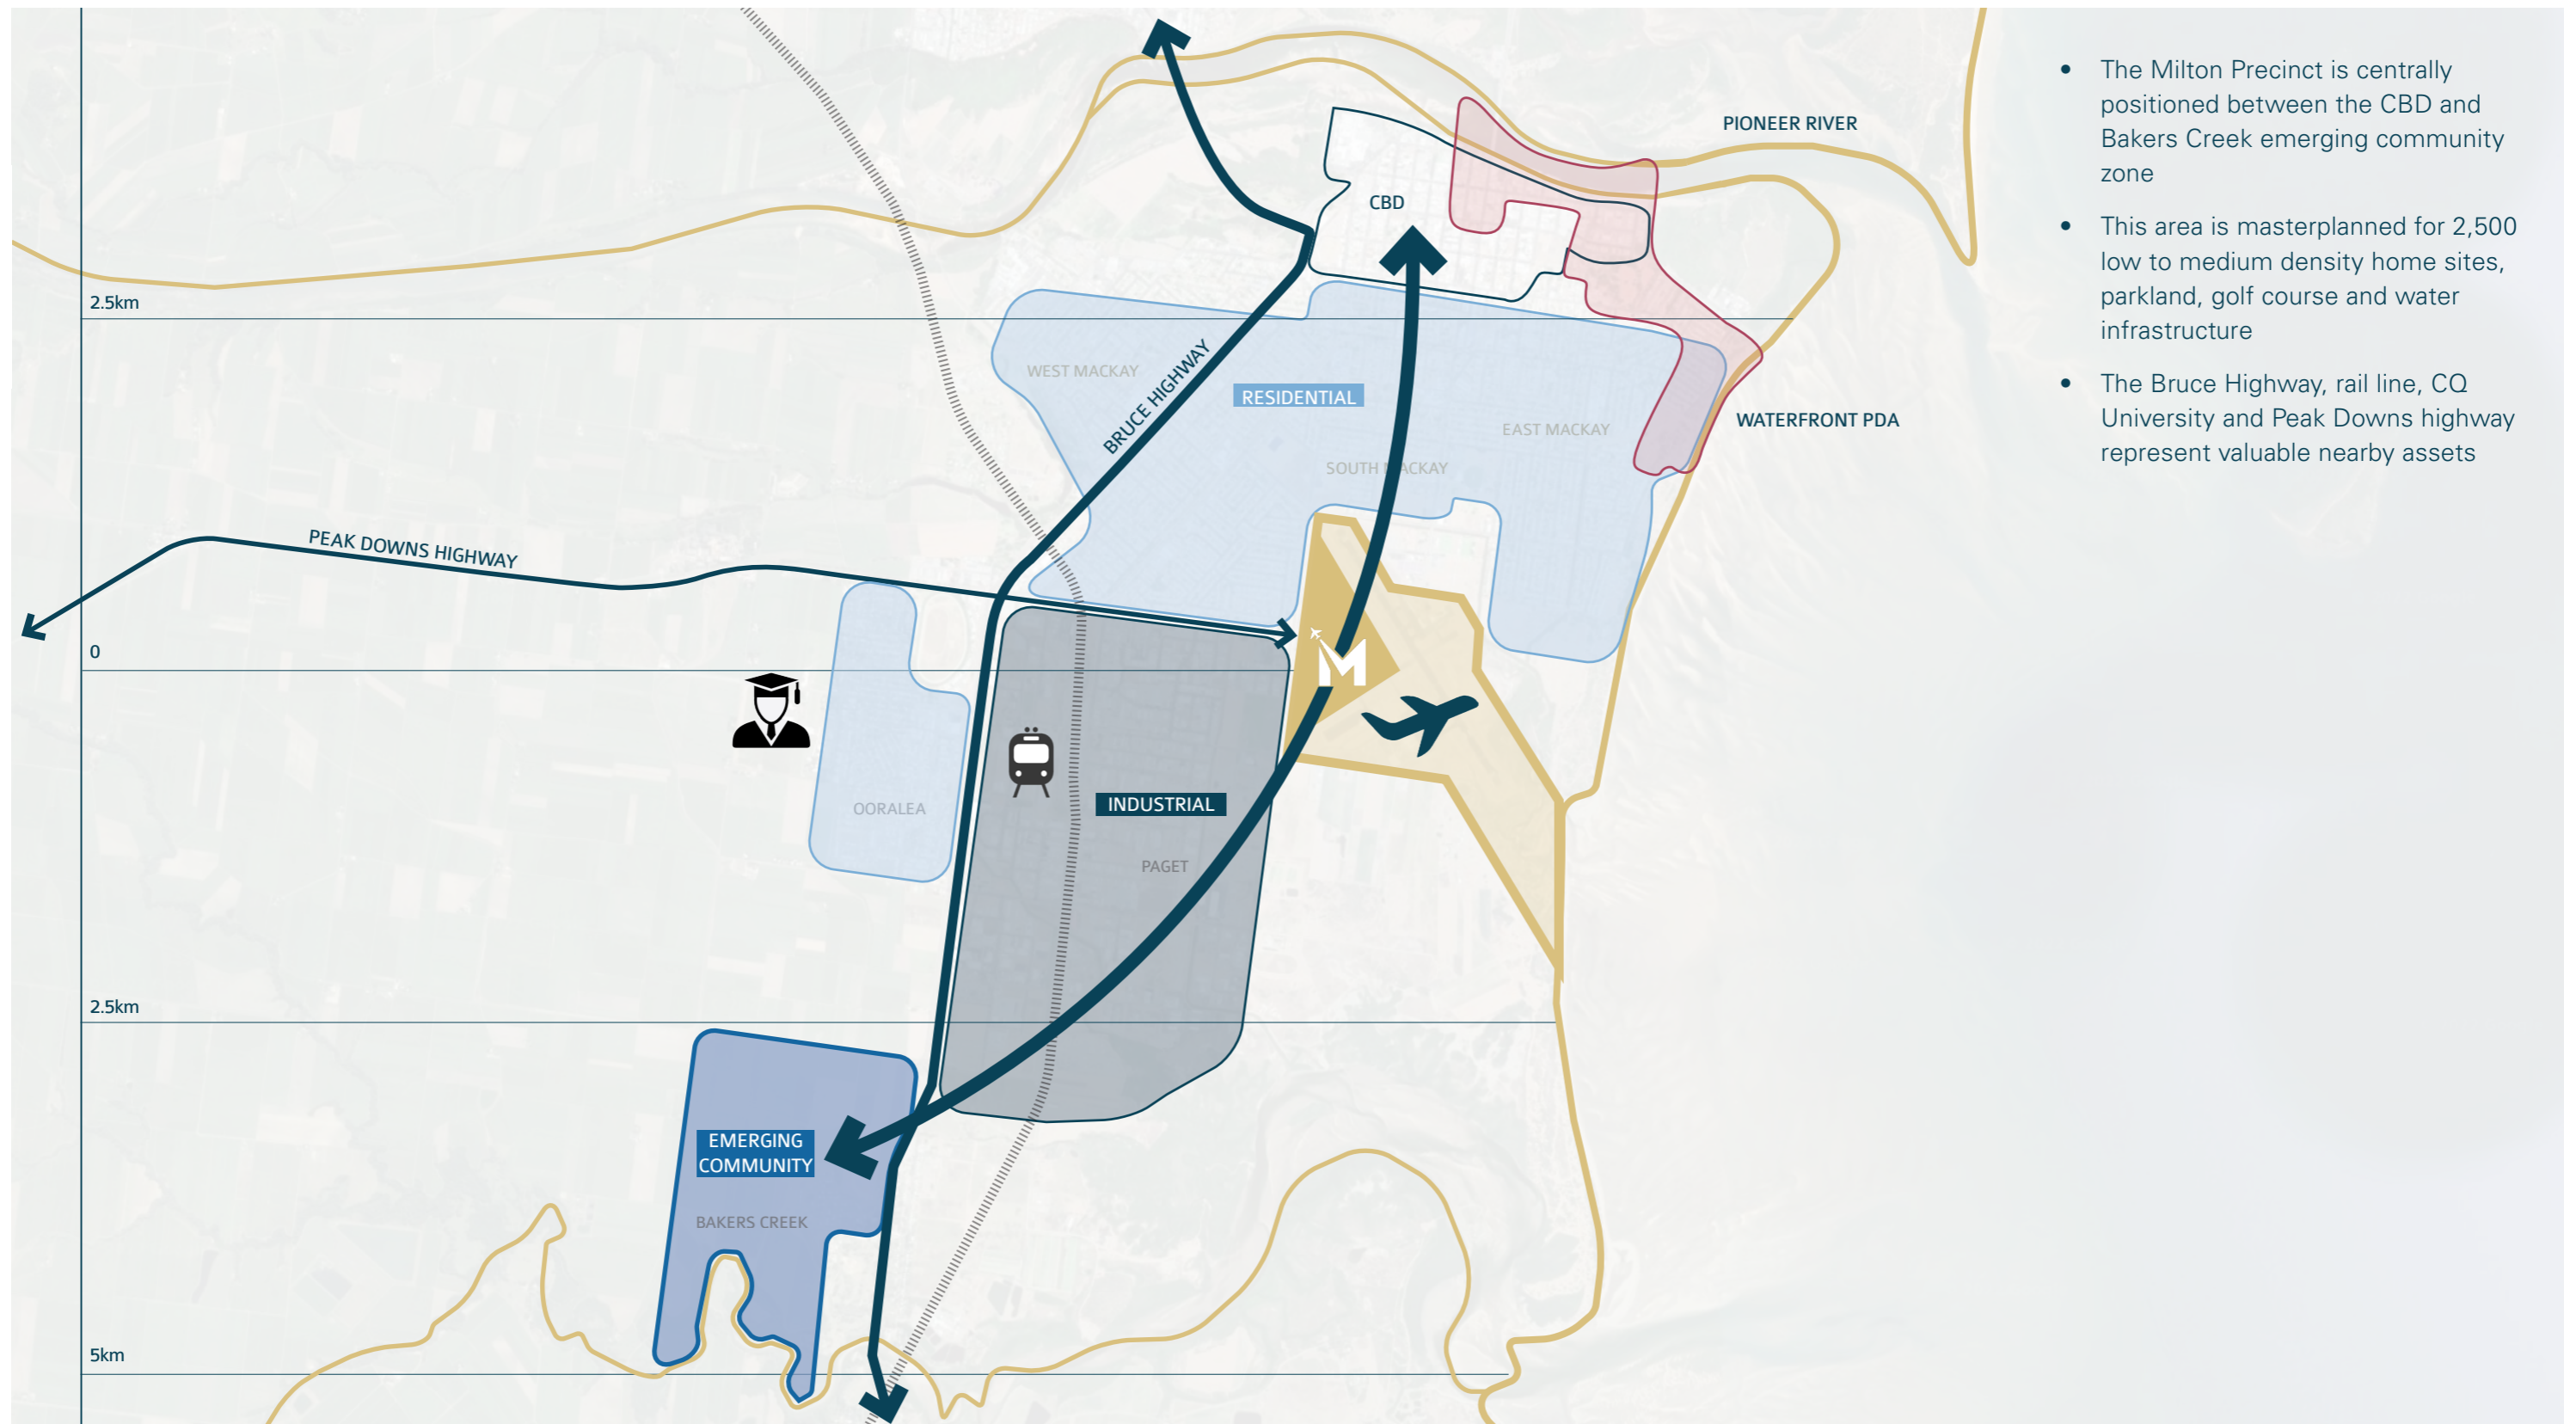 PIONEER RIVER
CBD
2.5km
WEST MACKAY
BRUCE HIGHWAY
RESIDENTIAL
EAST MACKAY
WATERFRONT PDA
SOUTH MACKAY
PEAK DOWNS HIGHWAY
0
M
OORALEA
INDUSTRIAL
PAGET
2.5km
EMERGING
COMMUNITY
BAKERS CREEK
5km
• The Milton Precinct is centrally
positioned between the CBD and
Bakers Creek emerging community
zone
• This area is masterplanned for 2,500
low to medium density home sites,
parkland, golf course and water
infrastructure
• The Bruce Highway, rail line, CQ
University and Peak Downs highway
represent valuable nearby assets